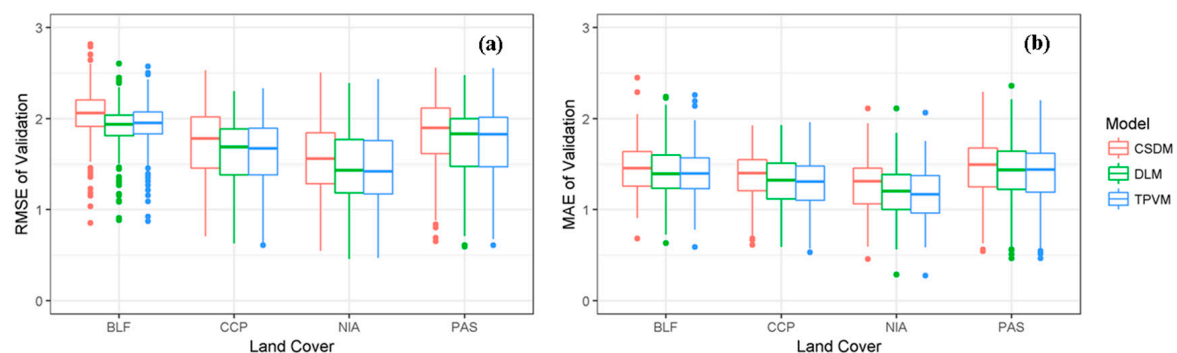 (a)
RMSE of Validation
3
2
1
0
BLF CCP NIA PAS
Land Cover
(b)
MAE of Validation
3
2
1
0
BLF CCP NIA PAS
Land Cover
Model
CSDM
DLM
TPVM